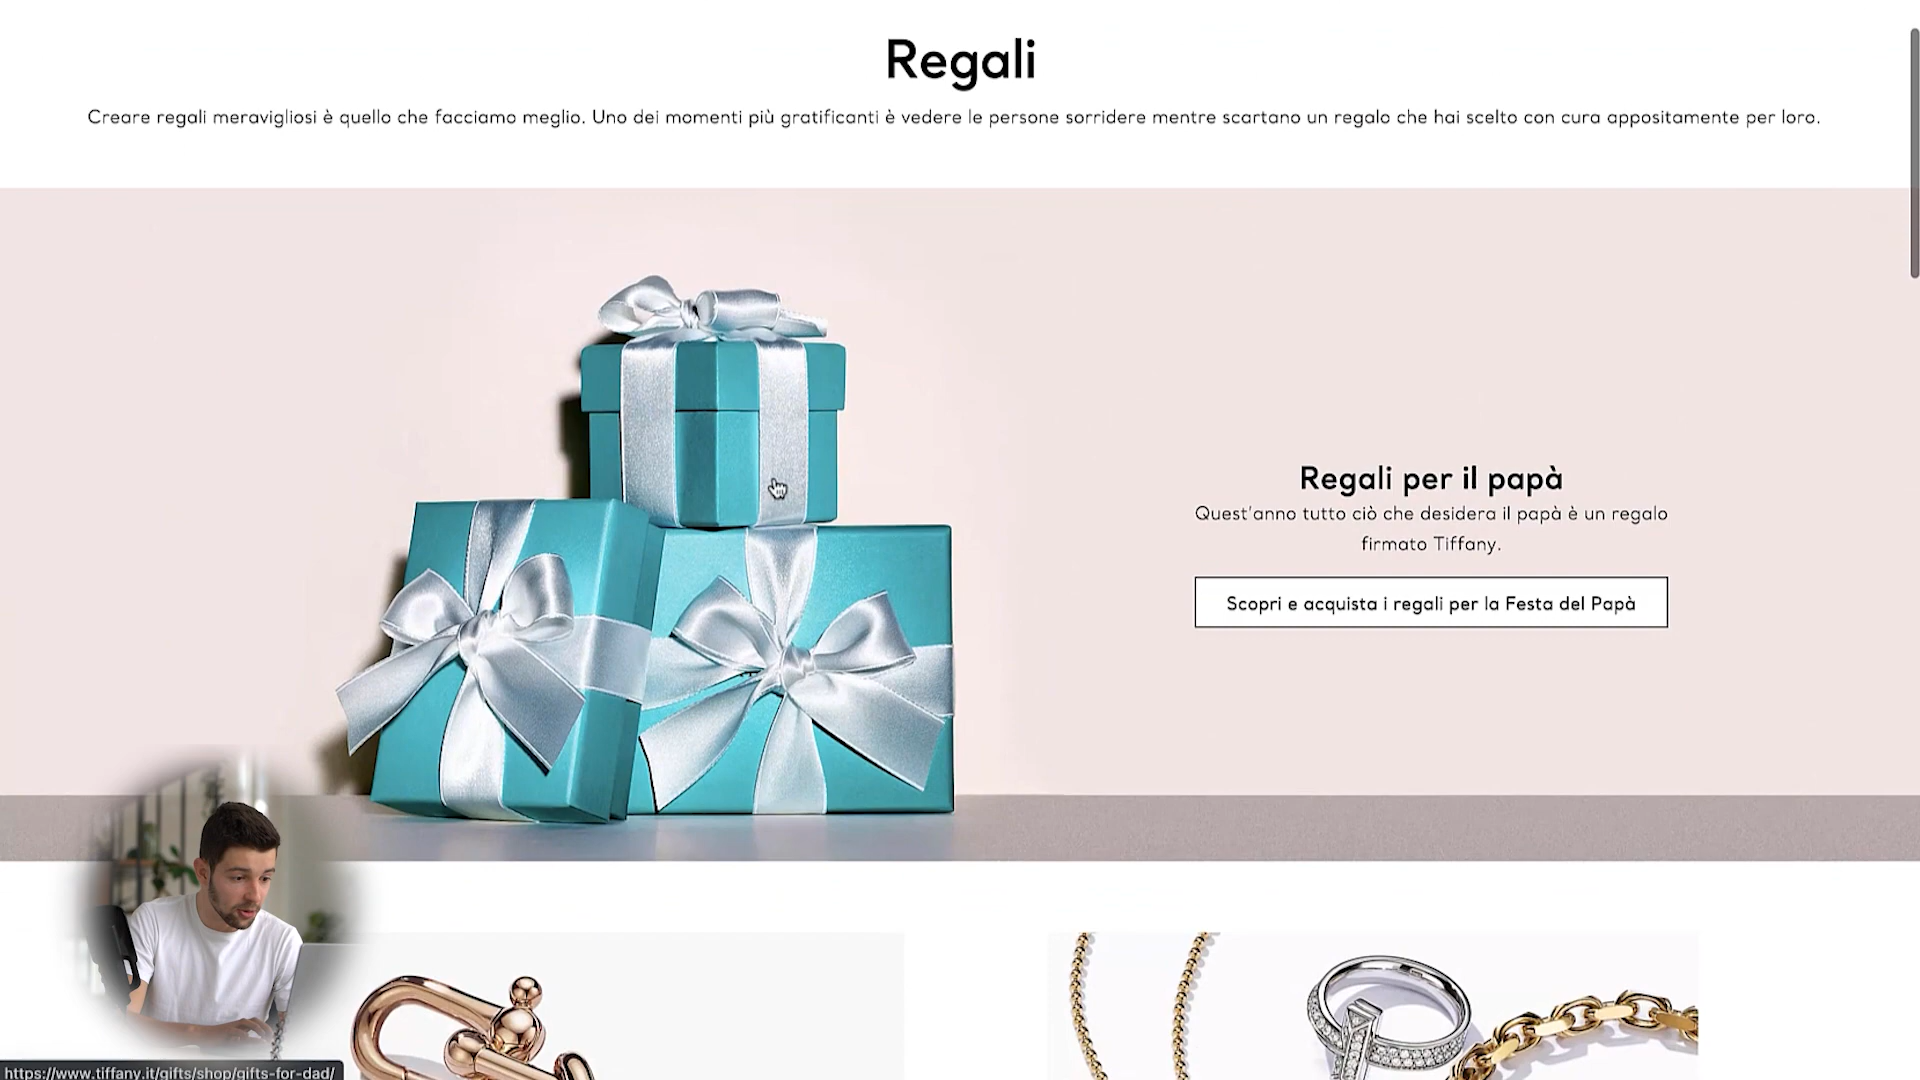 Regali
Creare regali meravigliosi è quello che facciamo meglio. Uno dei momenti più gratificanti è vedere le persone sorridere mentre scartano un regalo che hai scelto con cura appositamente per loro.
Regali per il papà
Quest'anno tutto ciò che desidera il papà è un regalo
firmato Tiffany.
Scopri e acquista i regali per la Festa del Papà
https://www.tiffany.it/gifts/shop/gifts-for-dad/